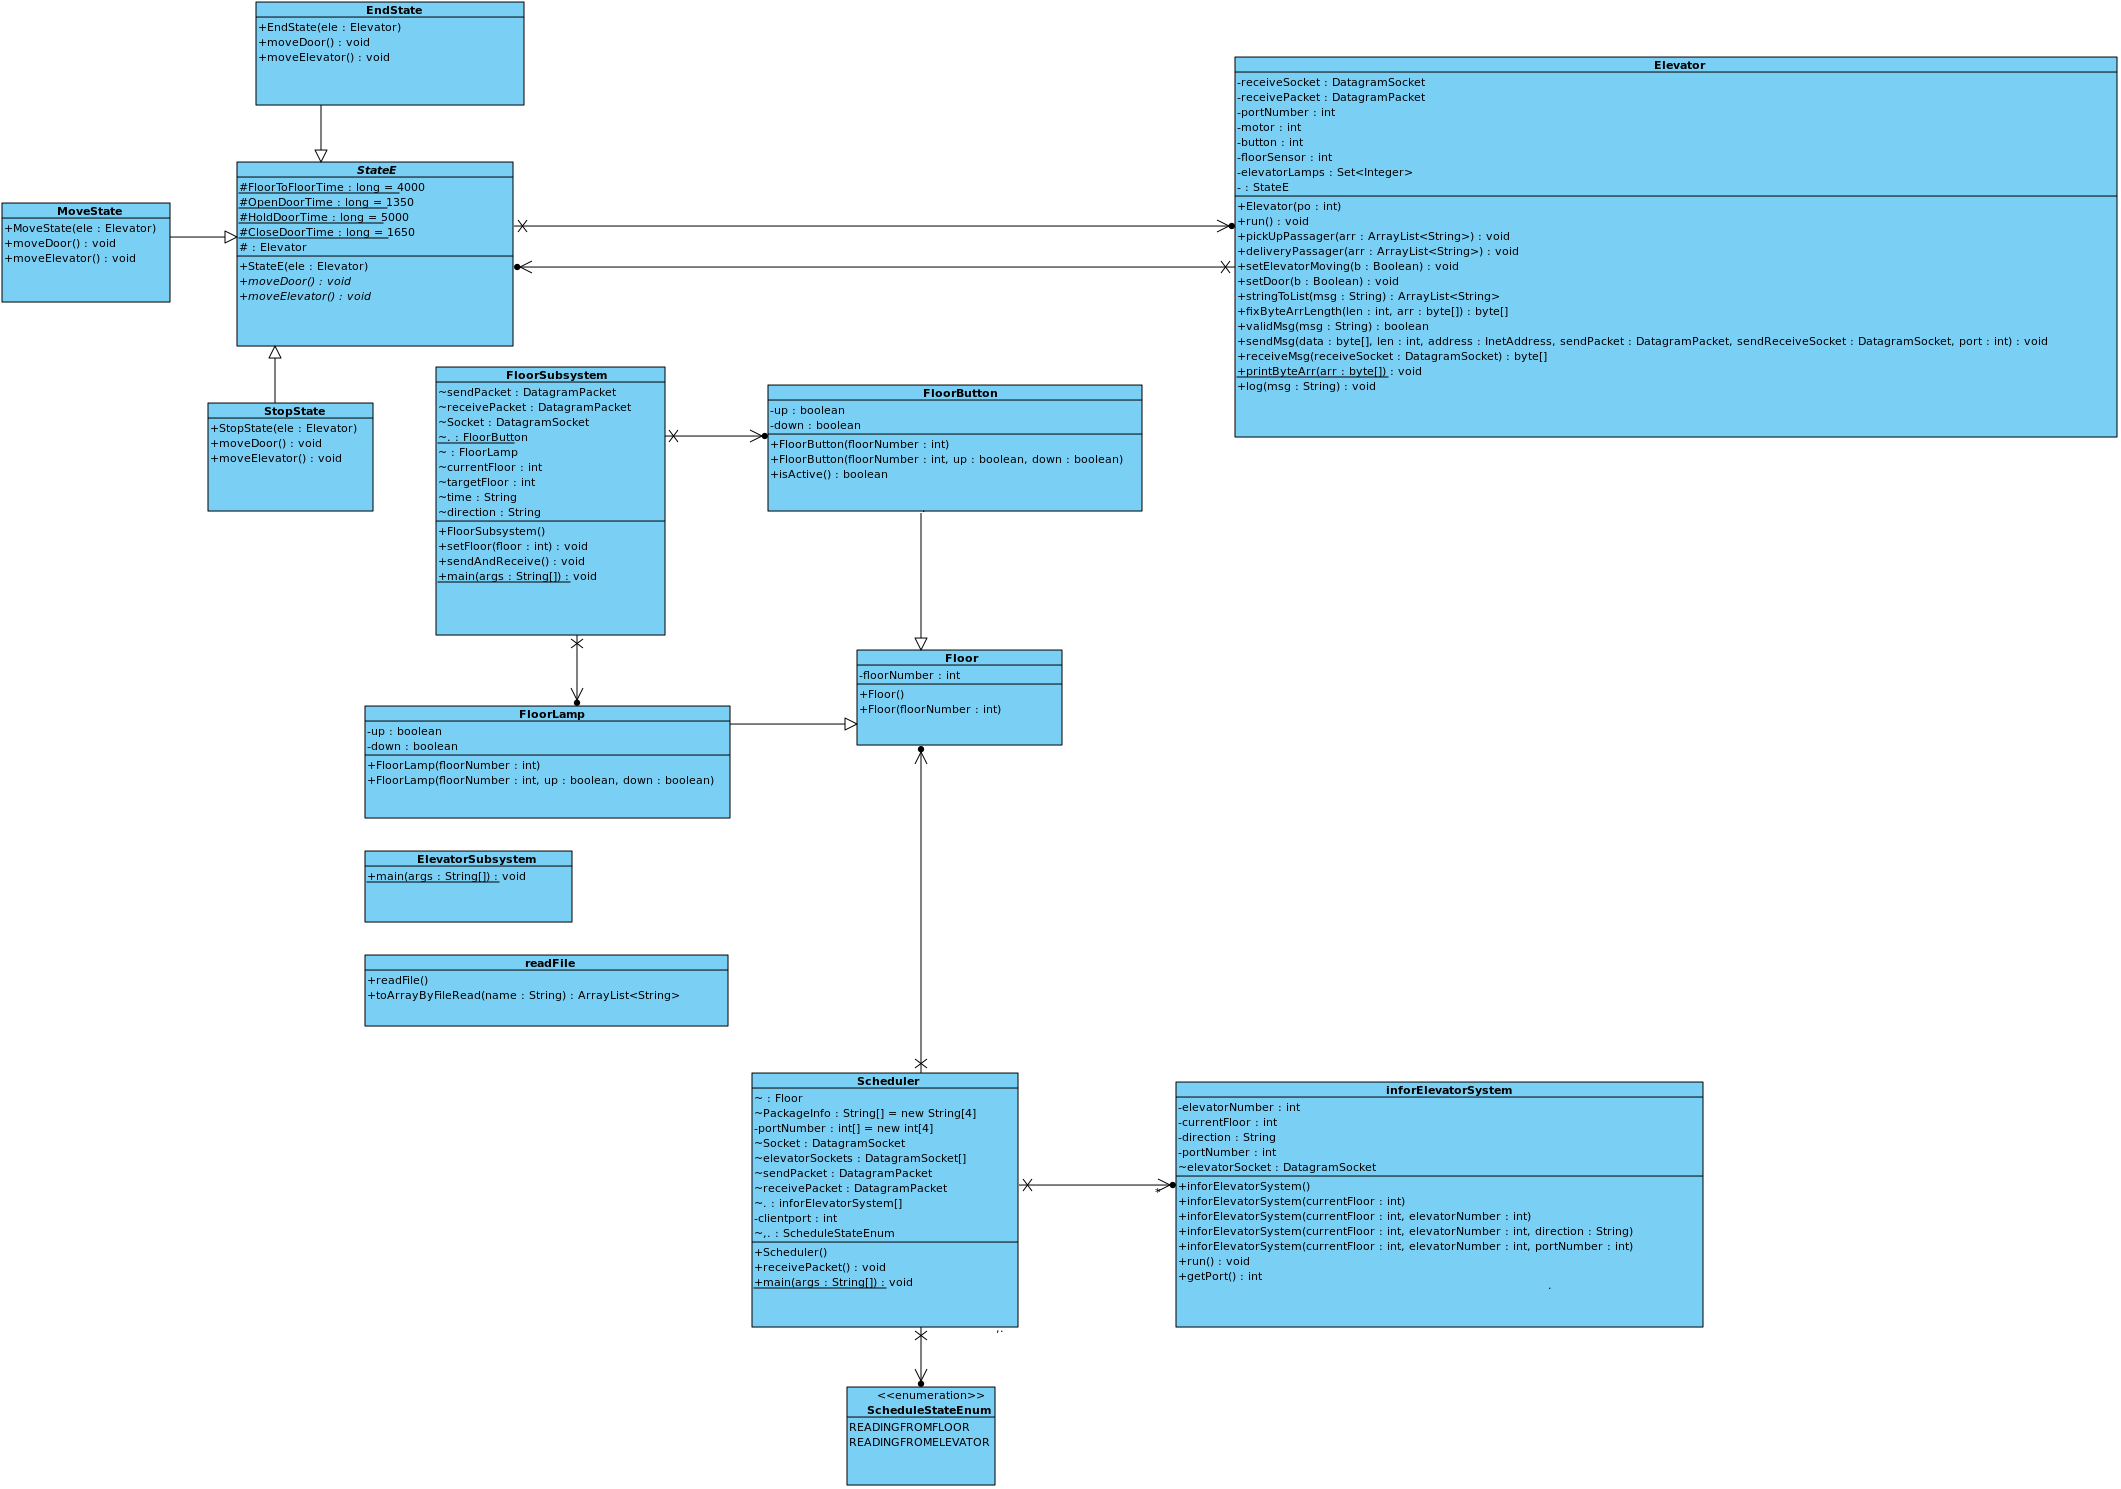 EndState
+EndState(ele : Elevator)
+moveDoor() : void
+moveElevator() : void
Elevator
-receiveSocket : DatagramSocket
-receivePacket : DatagramPacket
-portNumber : int
-motor : int
-button : int
-floorSensor : int
-elevatorLamps : Set<Integer>
- : StateE
+Elevator(po : int)
+run() : void
+pickUpPassager(arr : ArrayList<String>) : void
+deliveryPassager(arr : ArrayList<String>) : void
+setElevatorMoving(b : Boolean) : void
+setDoor(b : Boolean) : void
+stringToList(msg : String) : ArrayList<String>
+fixByteArrLength(len : int, arr : byte[]) : byte[]
+validMsg(msg : String) : boolean
+sendMsg(data : byte[], len : int, address : InetAddress, sendPacket : DatagramPacket, sendReceiveSocket : DatagramSocket, port : int) : void
+receiveMsg(receiveSocket : DatagramSocket) : byte[]
+printByteArr(arr : byte[]) : void
+log(msg : String) : void
StateE
#FloorToFloorTime : long = 4000
#OpenDoorTime : long = 1350
#HoldDoorTime : long = 5000
#CloseDoorTime : long = 1650
# : Elevator
+StateE(ele : Elevator)
+moveDoor() : void
+moveElevator() : void
MoveState
+MoveState(ele : Elevator)
+moveDoor() : void
+moveElevator() : void
StopState
+StopState(ele : Elevator)
+moveDoor() : void
+moveElevator() : void
FloorSubsystem
~sendPacket : DatagramPacket
~receivePacket : DatagramPacket
~Socket : DatagramSocket
~. : FloorButton
~ : FloorLamp
~currentFloor : int
~targetFloor : int
~time : String
~direction : String
+FloorSubsystem()
+setFloor(floor : int) : void
+sendAndReceive() : void
+main(args : String[]) : void
FloorButton
-up : boolean
-down : boolean
+FloorButton(floorNumber : int)
+FloorButton(floorNumber : int, up : boolean, down : boolean)
+isActive() : boolean
.
Floor
-floorNumber : int
+Floor()
+Floor(floorNumber : int)
FloorLamp
-up : boolean
-down : boolean
+FloorLamp(floorNumber : int)
+FloorLamp(floorNumber : int, up : boolean, down : boolean)
ElevatorSubsystem
+main(args : String[]) : void
readFile
+readFile()
+toArrayByFileRead(name : String) : ArrayList<String>
Scheduler
~ : Floor
~PackageInfo : String[] = new String[4]
-portNumber : int[] = new int[4]
~Socket : DatagramSocket
~elevatorSockets : DatagramSocket[]
~sendPacket : DatagramPacket
~receivePacket : DatagramPacket
~. : inforElevatorSystem[]
-clientport : int
~,. : ScheduleStateEnum
+Scheduler()
+receivePacket() : void
+main(args : String[]) : void
,.
*
inforElevatorSystem
-elevatorNumber : int
-currentFloor : int
-direction : String
-portNumber : int
~elevatorSocket : DatagramSocket
+inforElevatorSystem()
+inforElevatorSystem(currentFloor : int)
+inforElevatorSystem(currentFloor : int, elevatorNumber : int)
+inforElevatorSystem(currentFloor : int, elevatorNumber : int, direction : String)
+inforElevatorSystem(currentFloor : int, elevatorNumber : int, portNumber : int)
+run() : void
+getPort() : int
.
<<enumeration>>
ScheduleStateEnum
READINGFROMFLOOR
READINGFROMELEVATOR